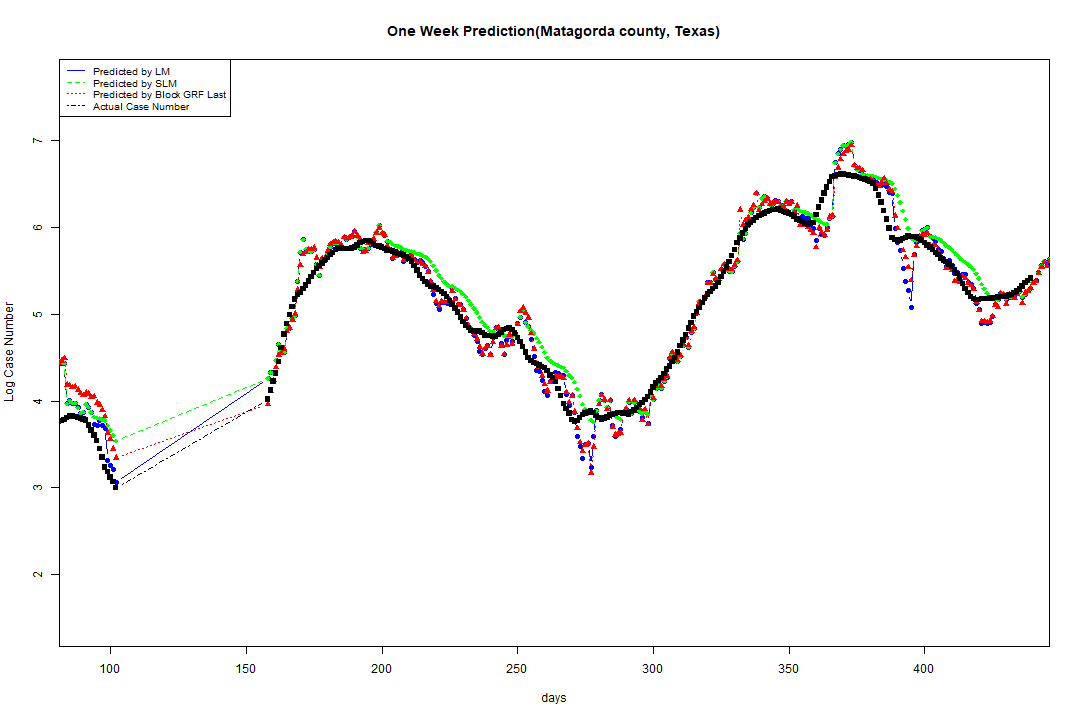 One Week Prediction(Matagorda county, Texas)
Predicted by LM
Predicted by SLM
Predicted by Block GRF Last
Actual Case Number
Log Case Number
7
6
5
4
3
2
100 150 200 250 300 350 400
days